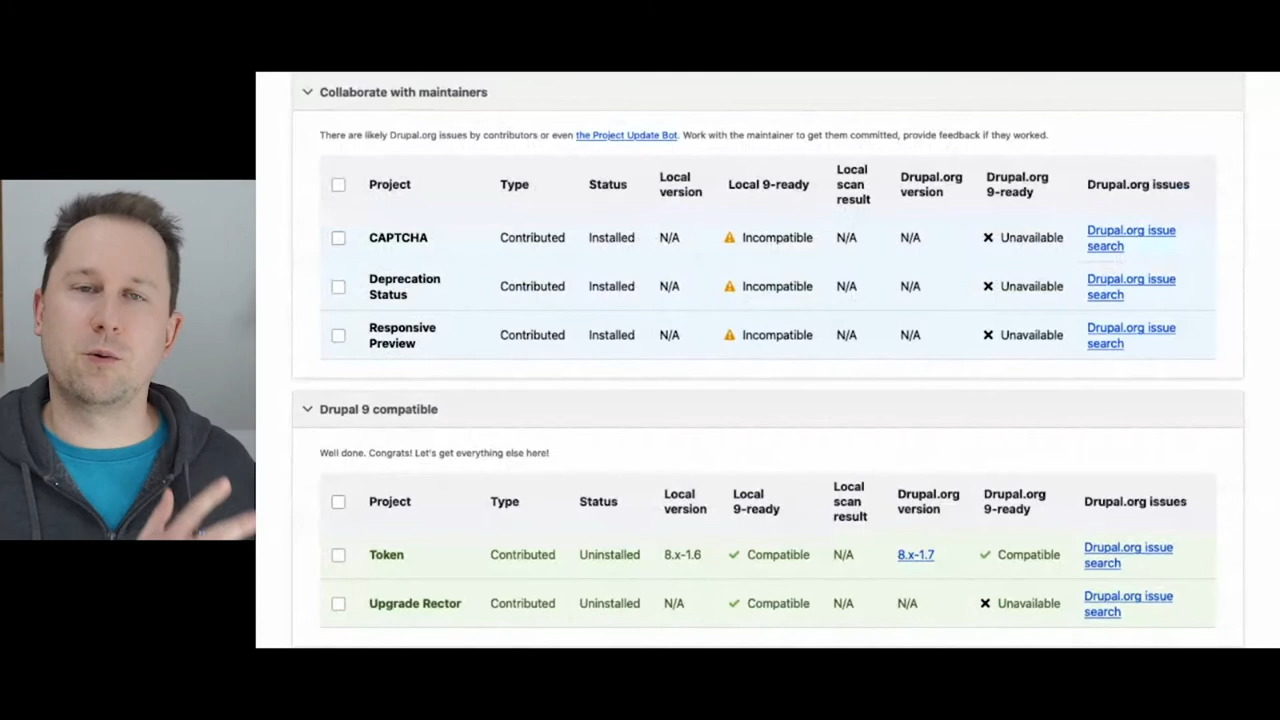 Collaborate with maintainers
There are likely Drupal.org issues by contributors or even the Project Update Bot. Work with the maintainer to get them committed, provide feedback if they worked.
Project Type Status Local version Local 9-ready Local scan result Drupal.org version Drupal.org 9-ready Drupal.org issues
CAPTCHA Contributed Installed N/A Incompatible N/A N/A Unavailable Drupal.org issue search
Deprecation Status Contributed Installed N/A Incompatible N/A N/A Unavailable Drupal.org issue search
Responsive Preview Contributed Installed N/A Incompatible N/A N/A Unavailable Drupal.org issue search
Drupal 9 compatible
Well done. Congrats! Let's get everything else here!
Project Type Status Local version Local 9-ready Local scan result Drupal.org version Drupal.org 9-ready Drupal.org issues
Token Contributed Uninstalled 8.x-1.6 Compatible N/A 8.x-1.7 Compatible Drupal.org issue search
Upgrade Rector Contributed Uninstalled N/A Compatible N/A N/A Unavailable Drupal.org issue search